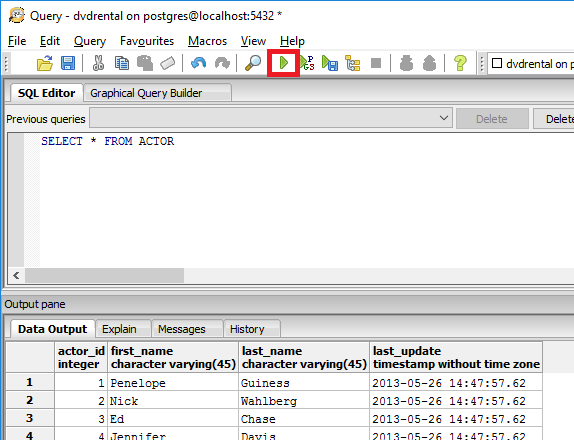 Query - dvdrental on postgres@localhost:5432 *
File Edit Query Favourites Macros View Help
dvdrental on p
SQL Editor Graphical Query Builder
Previous queries Delete Delete
SELECT * FROM ACTOR
Output pane
Data Output Explain Messages History
actor_id first_name last_name last_update
integer character varying(45) character varying(45) timestamp without time zone
1 1 Penelope Guiness 2013-05-26 14:47:57.62
2 2 Nick Wahlberg 2013-05-26 14:47:57.62
3 3 Ed Chase 2013-05-26 14:47:57.62
4 4 Jennifer Davis 2013-05-26 14:47:57.62